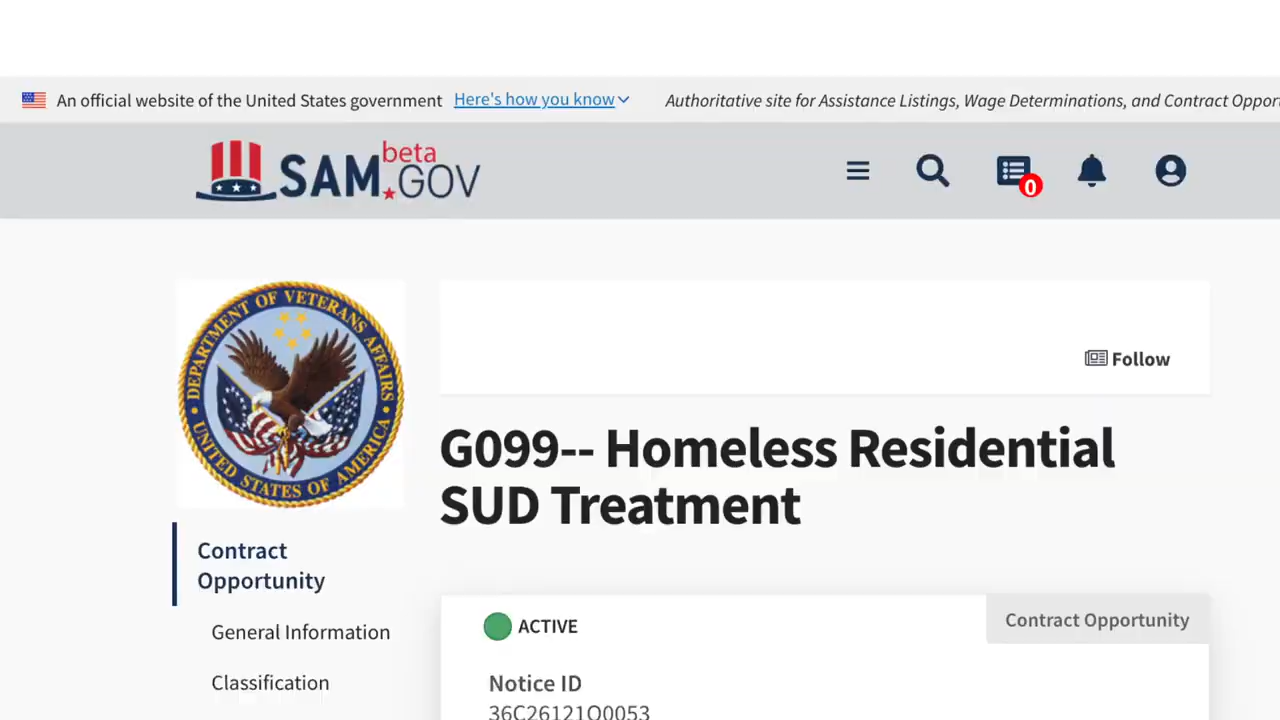 An official website of the United States government Here's how you know Authoritative site for Assistance Listings, Wage Determinations, and Contract Oppor
SAM.GOV beta
0
DEPARTMENT OF VETERANS AFFAIRS
UNITED STATES OF AMERICA
Follow
G099-- Homeless Residential
SUD Treatment
Contract
Opportunity
General Information
Classification
ACTIVE
Contract Opportunity
Notice ID
36C26121Q0053